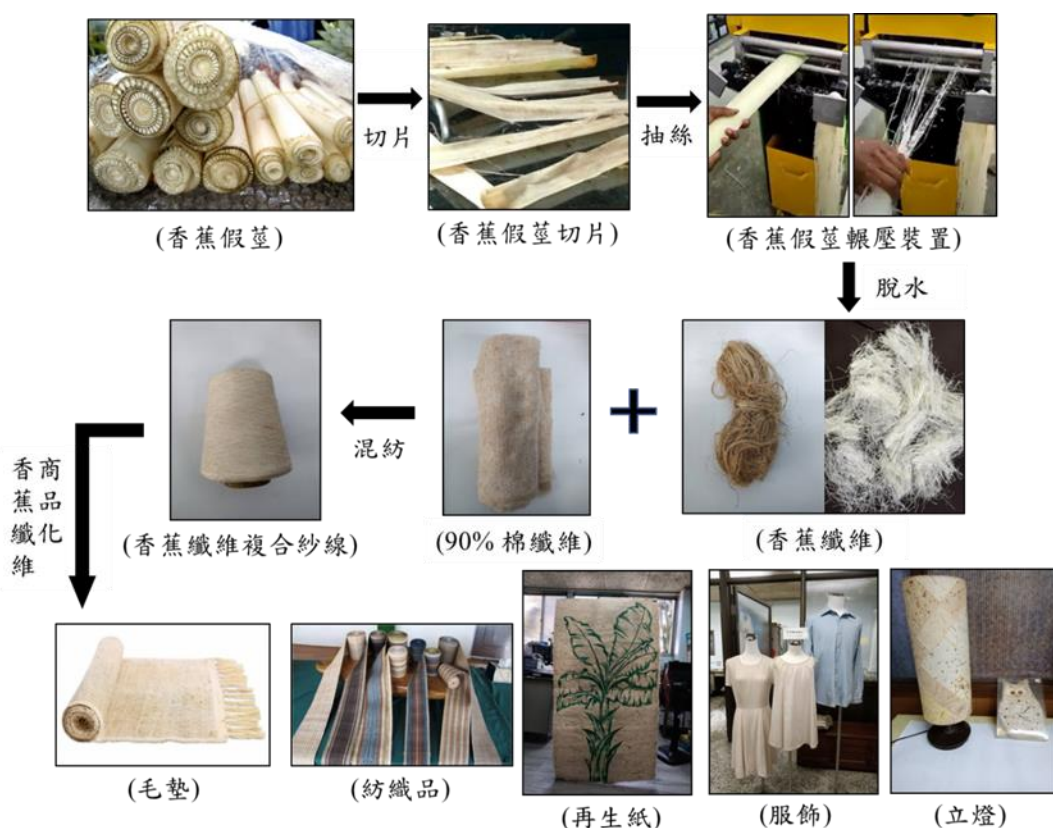 切片
抽絲
(香蕉假莖)
(香蕉假莖切片)
(香蕉假莖輾壓裝置)
脫水
混紡
(香蕉纖維複合紗線)
(90% 棉纖維)
(香蕉纖維)
商品化
香蕉纖維
(毛墊)
(紡織品)
(再生紙)
(服飾)
(立燈)